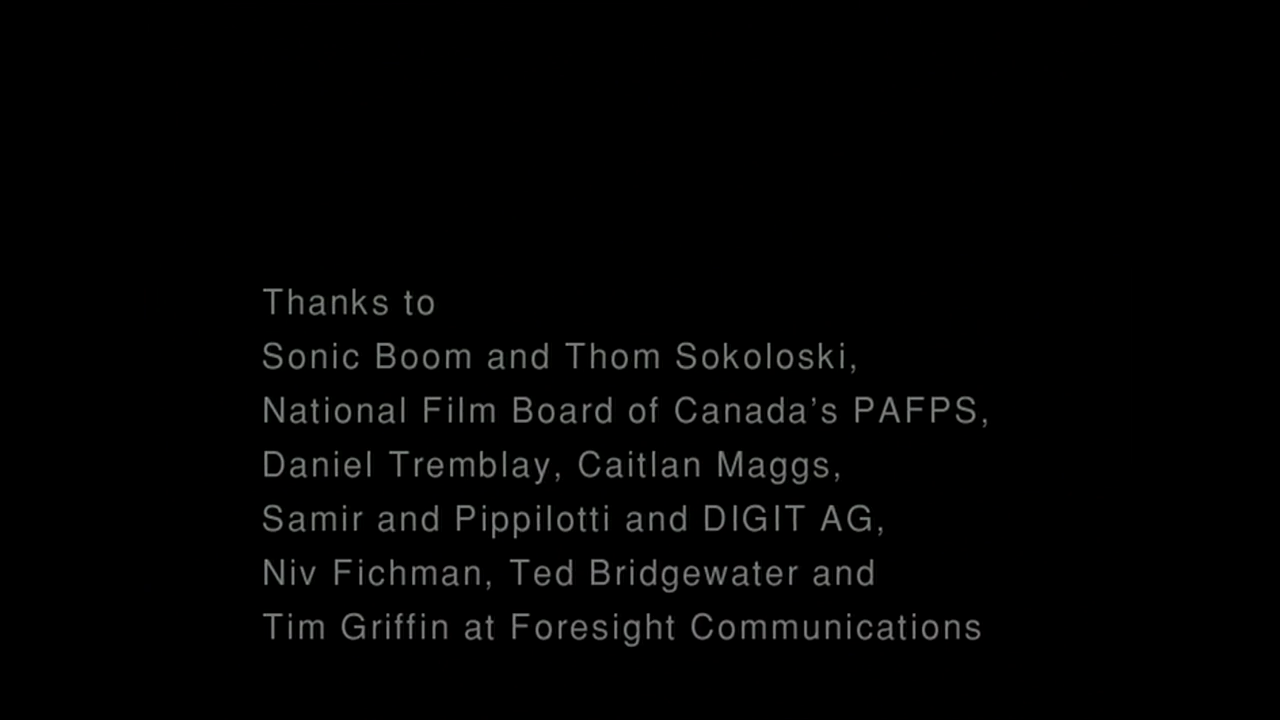 Thanks to
Sonic Boom and Thom Sokoloski,
National Film Board of Canada’s PAFPS,
Daniel Tremblay, Caitlan Maggs,
Samir and Pippilotti and DIGIT AG,
Niv Fichman, Ted Bridgewater and
Tim Griffin at Foresight Communications